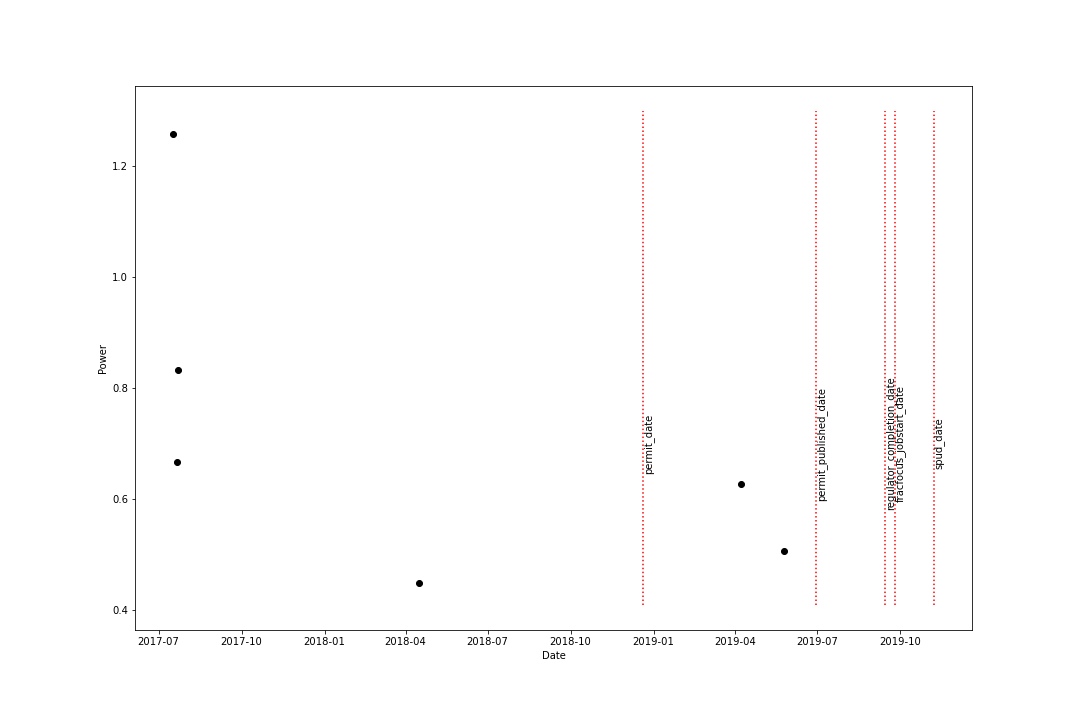 1.2
1.0
0.8
0.6
0.4
Power
permit_date
permit_published_date
regulator_completion_date
fracfocus_jobstart_date
spud_date
2017-07
2017-10
2018-01
2018-04
2018-07
2018-10
2019-01
2019-04
2019-07
2019-10
Date